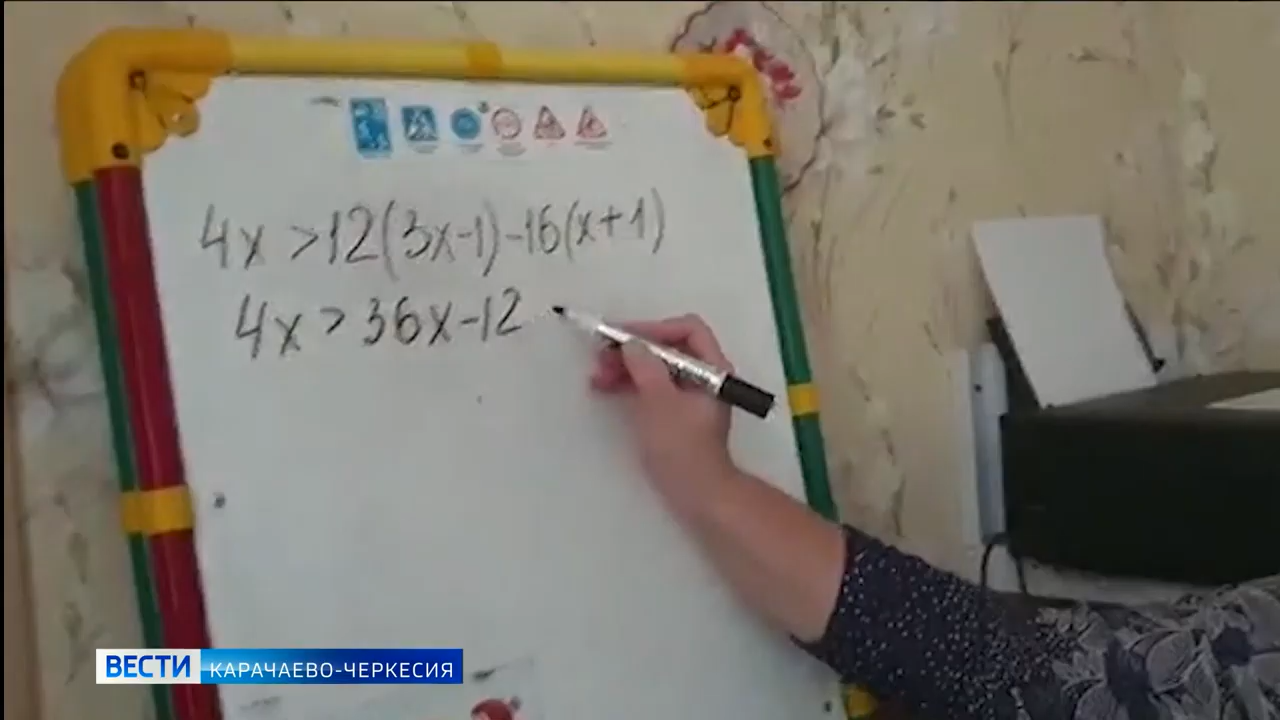 4x > 12(3x-1)-16(x+1)
4x > 36x-12
ВЕСТИ КАРАЧАЕВО-ЧЕРКЕСИЯ